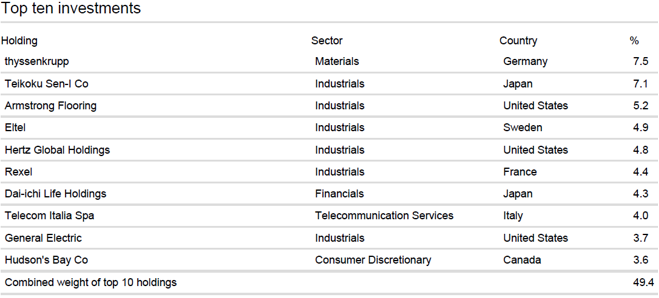 Top ten investments
Holding Sector Country %
thyssenkrupp Materials Germany 7.5
Teikoku Sen-I Co Industrials Japan 7.1
Armstrong Flooring Industrials United States 5.2
Eltel Industrials Sweden 4.9
Hertz Global Holdings Industrials United States 4.8
Rexel Industrials France 4.4
Dai-ichi Life Holdings Financials Japan 4.3
Telecom Italia Spa Telecommunication Services Italy 4.0
General Electric Industrials United States 3.7
Hudson's Bay Co Consumer Discretionary Canada 3.6
Combined weight of top 10 holdings 49.4